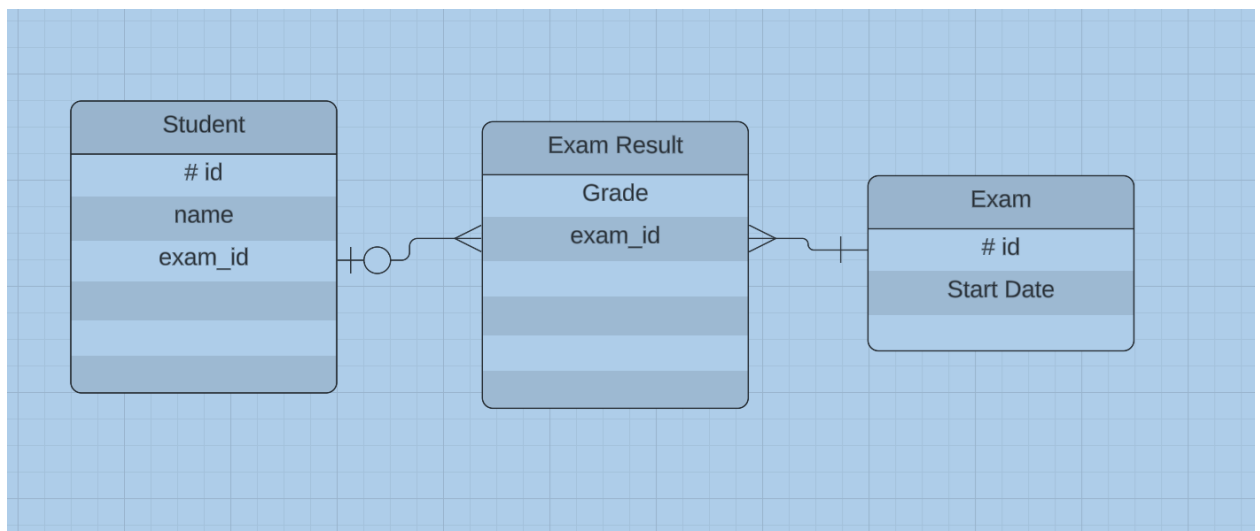 Student
# id
name
exam_id
Exam Result
Grade
exam_id
Exam
# id
Start Date